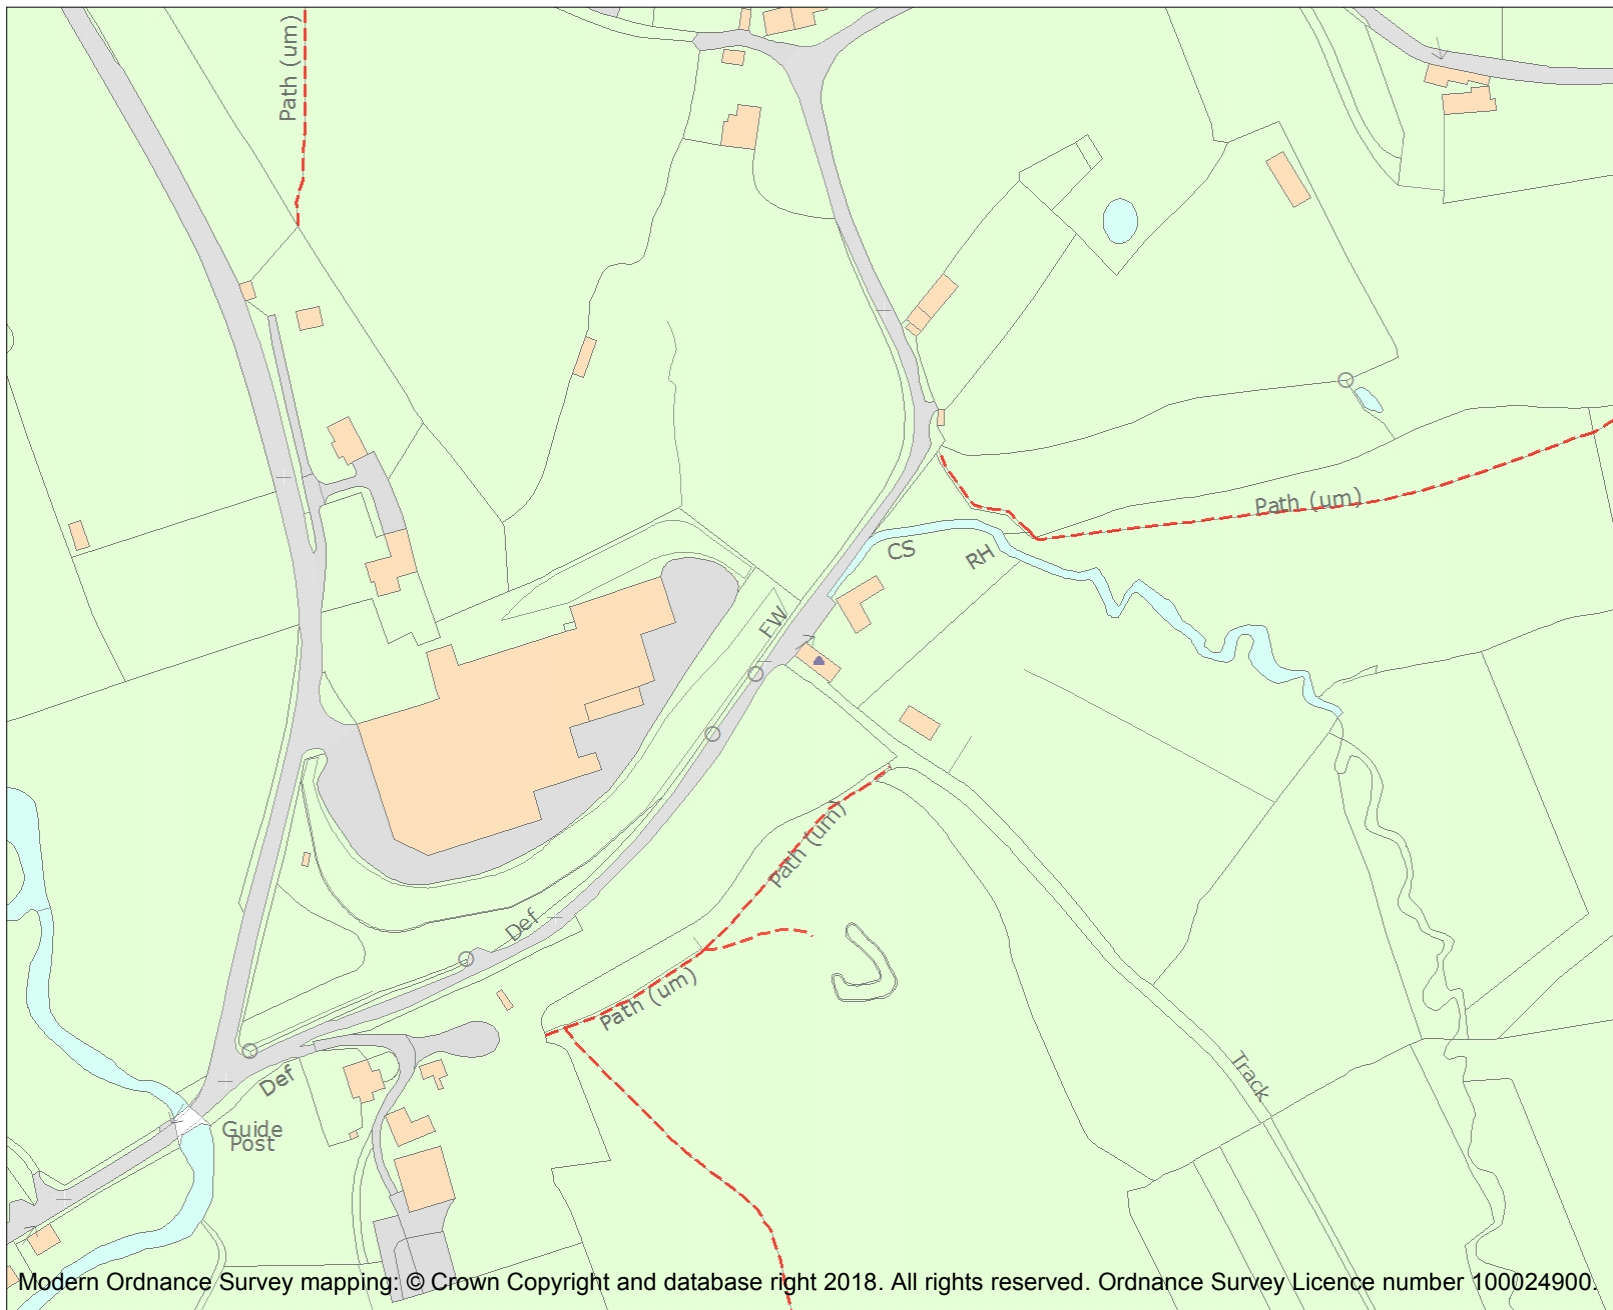 Path (um)
Path (um)
CS
RH
FW
Path (um)
Def
Path (um)
Def
Track
Guide
Post
Modern Ordnance Survey mapping: © Crown Copyright and database right 2018. All rights reserved. Ordnance Survey Licence number 100024900.